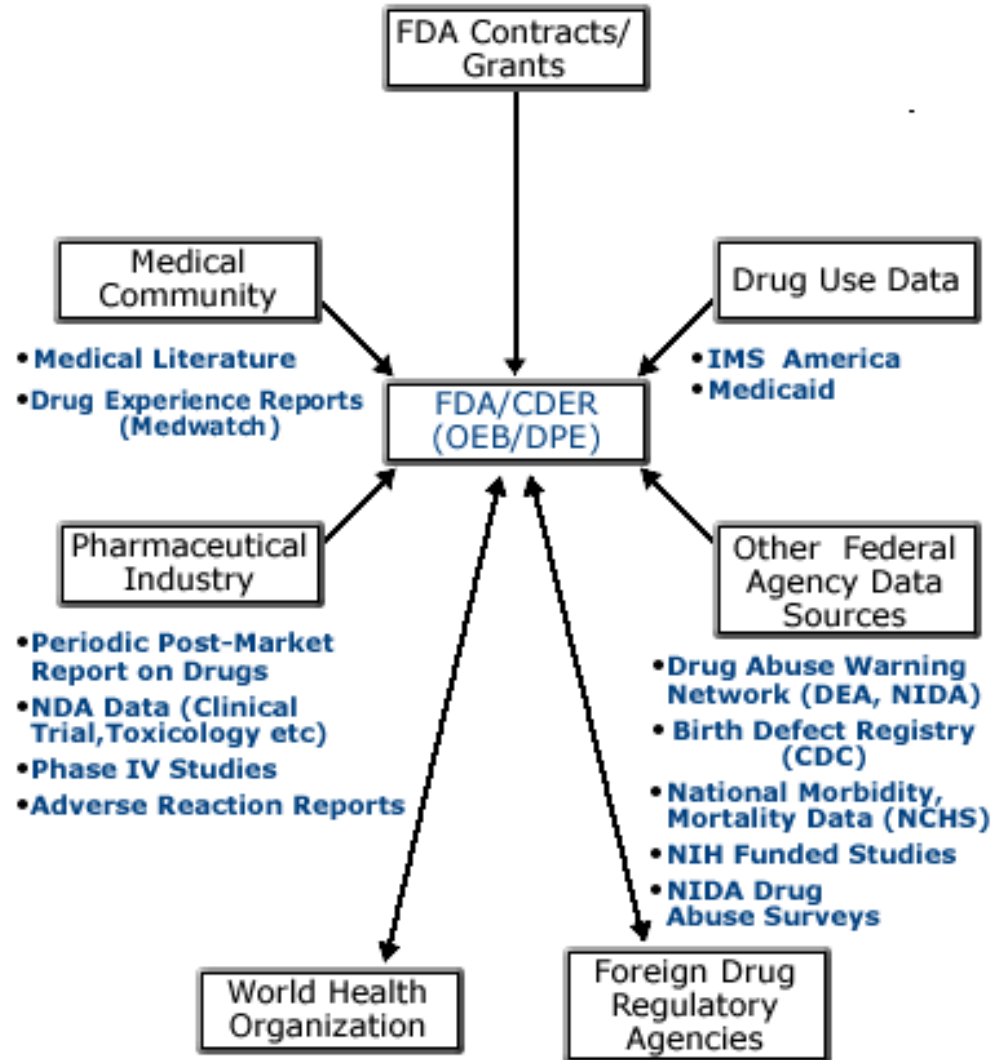 FDA Contracts/
Grants
Medical
Community
•Medical Literature
•Drug Experience Reports
(Medwatch)
Drug Use Data
•IMS America
•Medicaid
FDA/CDER
(OEB/DPE)
Pharmaceutical
Industry
•Periodic Post-Market
Report on Drugs
•NDA Data (Clinical
Trial,Toxicology etc)
•Phase IV Studies
•Adverse Reaction Reports
Other Federal
Agency Data
Sources
•Drug Abuse Warning
Network (DEA, NIDA)
•Birth Defect Registry
(CDC)
•National Morbidity,
Mortality Data (NCHS)
•NIH Funded Studies
•NIDA Drug
Abuse Surveys
World Health
Organization
Foreign Drug
Regulatory
Agencies